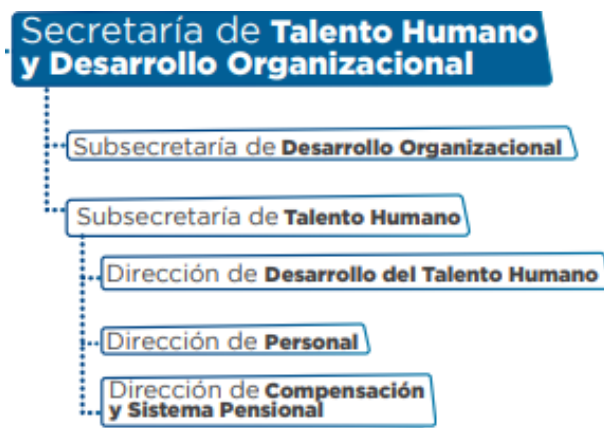 Secretaría de Talento Humano
y Desarrollo Organizacional
Subsecretaría de Desarrollo Organizacional
Subsecretaría de Talento Humano
Dirección de Desarrollo del Talento Humano
Dirección de Personal
Dirección de Compensación
y Sistema Pensional